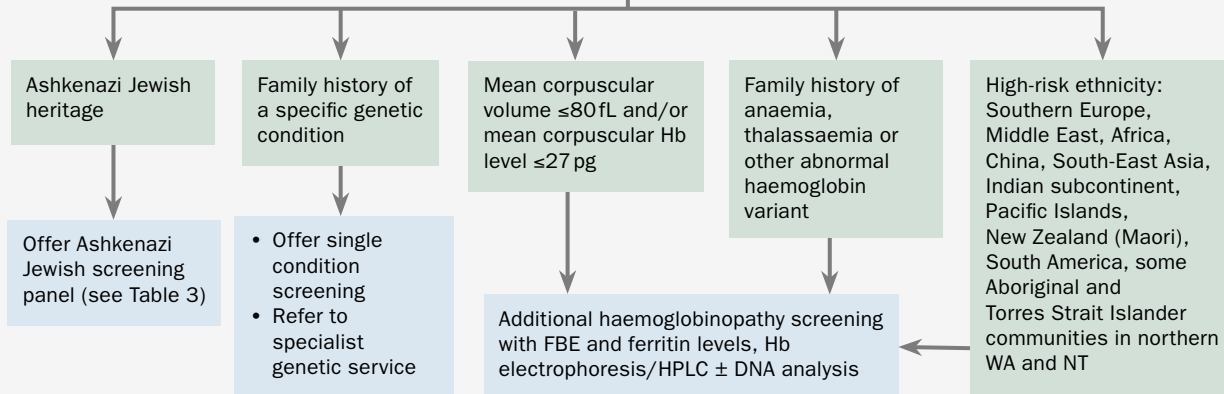 Ashkenazi Jewish
heritage
Family history of
a specific genetic
condition
Mean corpuscular
volume ≤80 fL and/or
mean corpuscular Hb
level ≤27 pg
Family history of
anaemia,
thalassaemia or
other abnormal
haemoglobin
variant
High-risk ethnicity:
Southern Europe,
Middle East, Africa,
China, South-East Asia,
Indian subcontinent,
Pacific Islands,
New Zealand (Maori),
South America, some
Aboriginal and
Torres Strait Islander
communities in northern
WA and NT
Offer Ashkenazi
Jewish screening
panel (see Table 3)
• Offer single
condition
screening
• Refer to
specialist
genetic service
Additional haemoglobinopathy screening
with FBE and ferritin levels, Hb
electrophoresis/HPLC ± DNA analysis